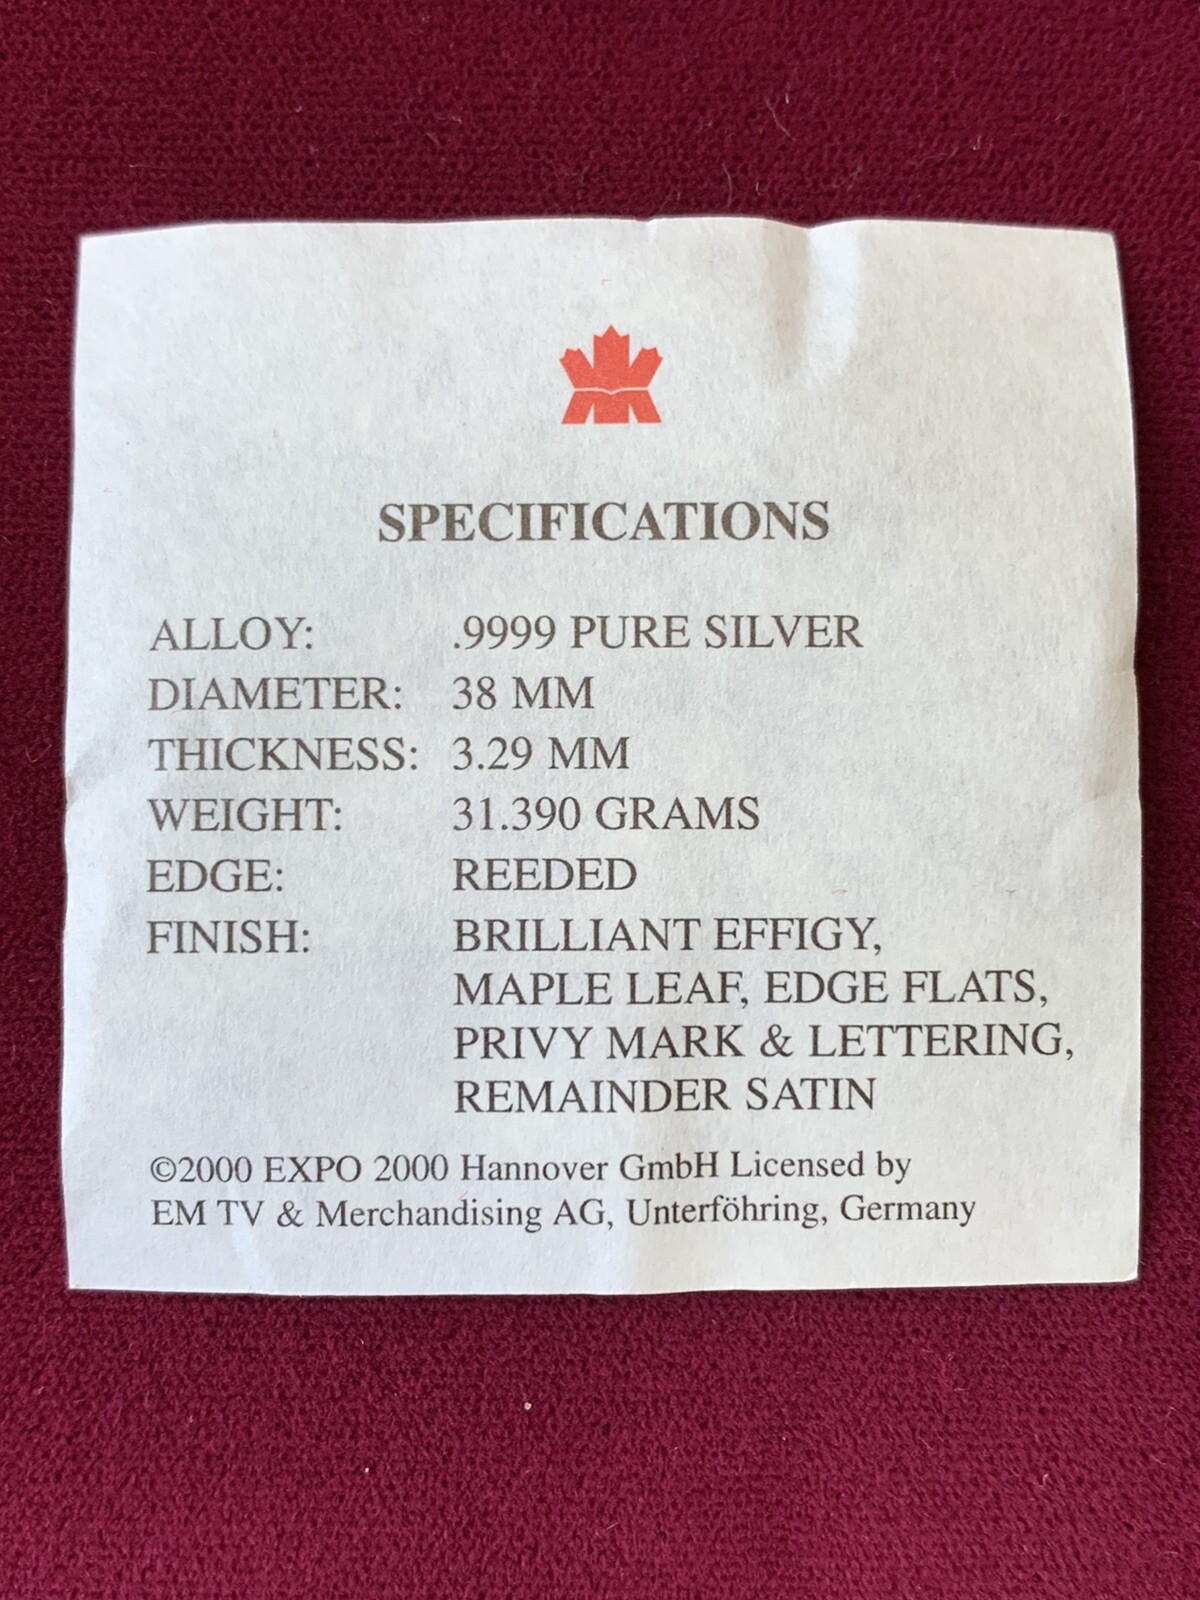 SPECIFICATIONS
ALLOY: .9999 PURE SILVER
DIAMETER: 38 MM
THICKNESS: 3.29 MM
WEIGHT: 31.390 GRAMS
EDGE: REEDED
FINISH: BRILLIANT EFFIGY,
MAPLE LEAF, EDGE FLATS,
PRIVY MARK & LETTERING,
REMAINDER SATIN
©2000 EXPO 2000 Hannover GmbH Licensed by
EM TV & Merchandising AG, Unterföhring, Germany